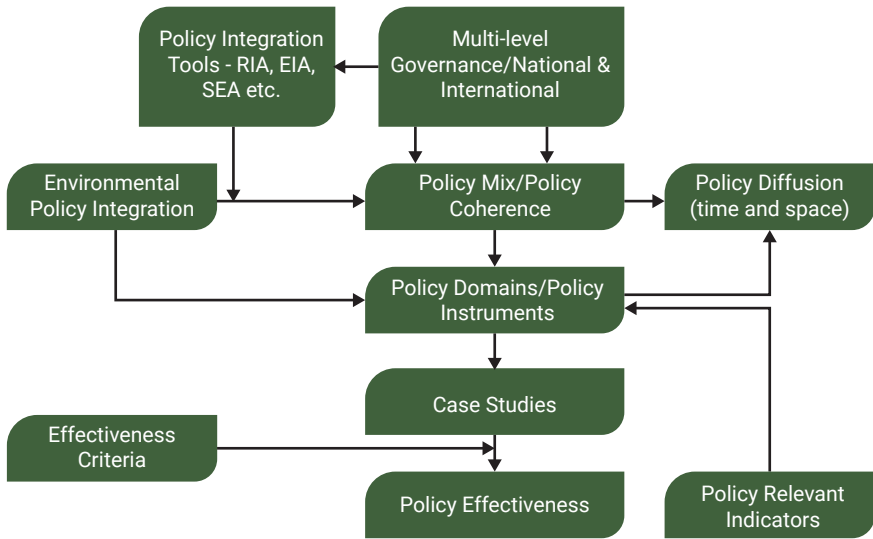 Policy Integration
Tools - RIA, EIA,
SEA etc.
Multi-level
Governance/National &
International
Environmental
Policy Integration
Policy Mix/Policy
Coherence
Policy Diffusion
(time and space)
Policy Domains/Policy
Instruments
Case Studies
Effectiveness
Criteria
Policy Effectiveness
Policy Relevant
Indicators